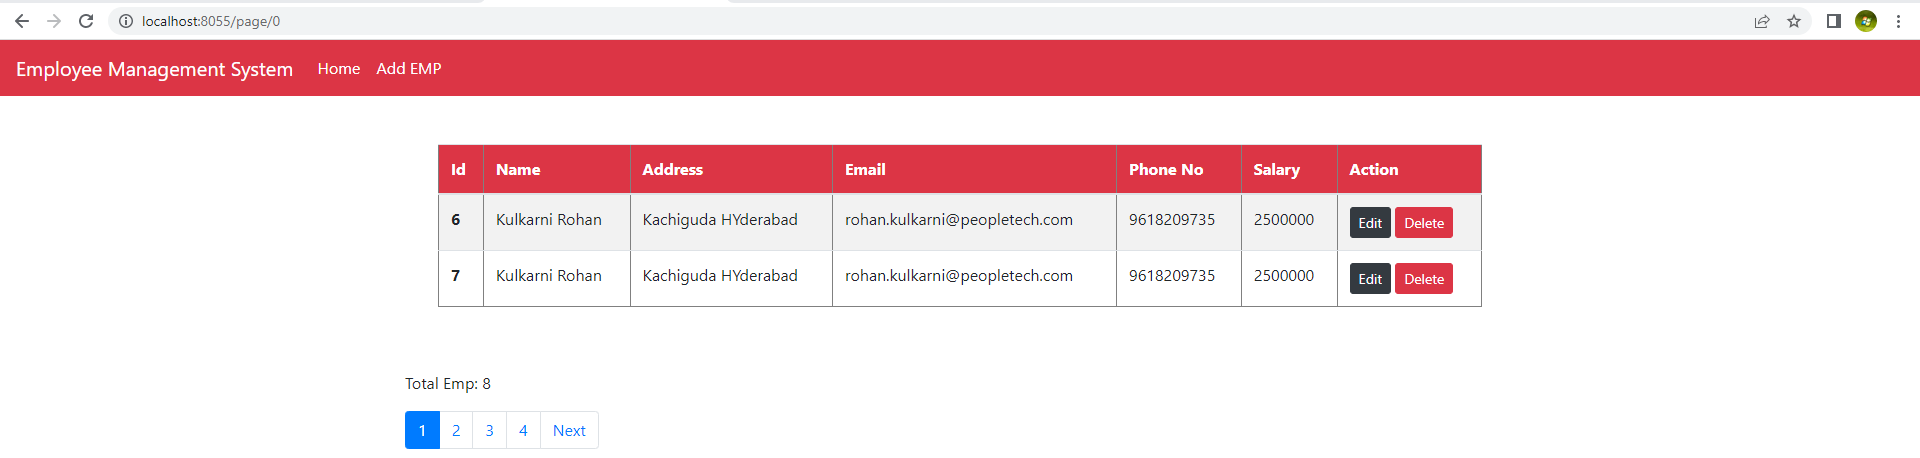 localhost:8055/page/0
Employee Management System Home Add EMP
Id Name Address Email Phone No Salary Action
6 Kulkarni Rohan Kachiguda HYderabad rohan.kulkarni@peopletech.com 9618209735 2500000 Edit Delete
7 Kulkarni Rohan Kachiguda HYderabad rohan.kulkarni@peopletech.com 9618209735 2500000 Edit Delete
Total Emp: 8
1 2 3 4 Next